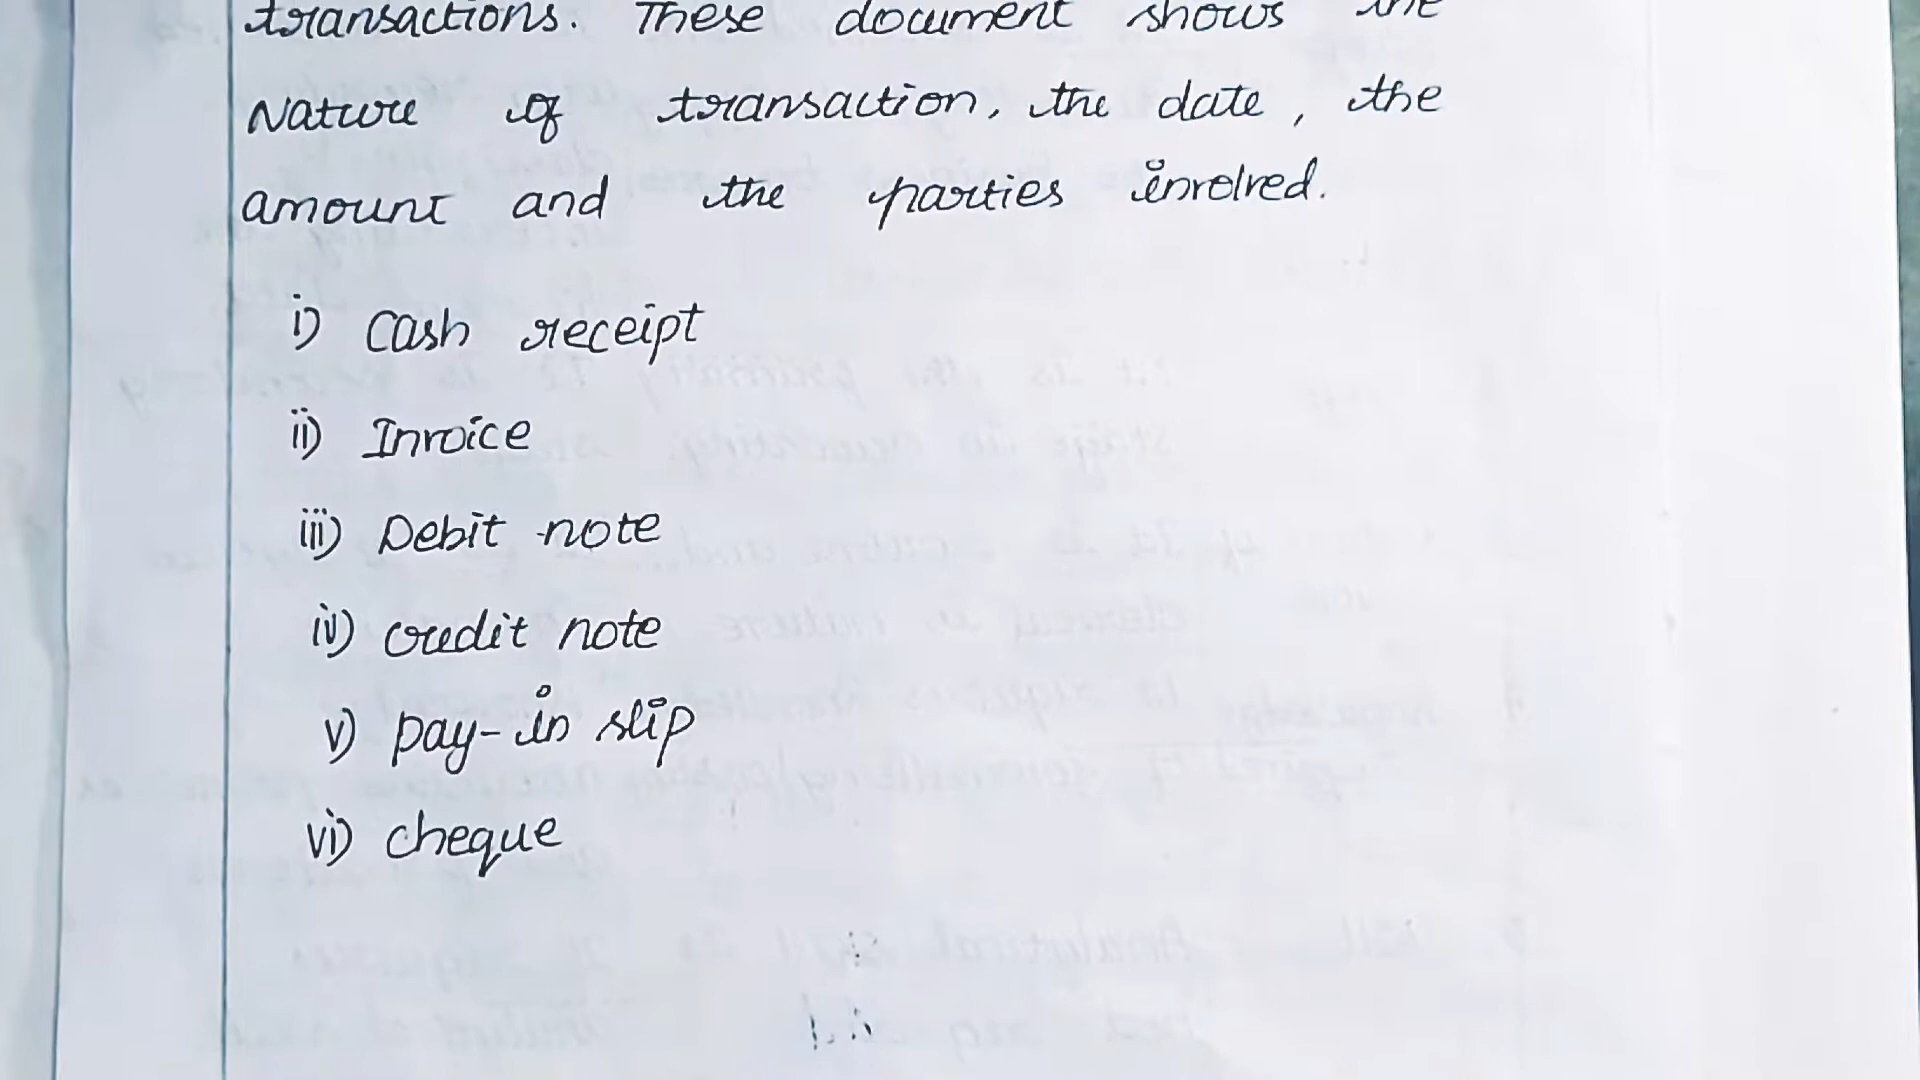 transactions. These document shows the
Nature of transaction, the date, the
amount and the parties involved.
i) Cash receipt
ii) Invoice
iii) Debit note
iv) credit note
v) pay-in slip
vi) cheque